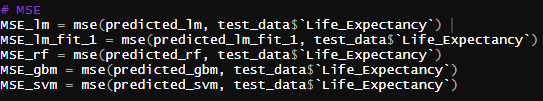 # MSE
MSE_lm = mse(predicted_lm, test_data$`Life_Expectancy`)
MSE_lm_fit_1 = mse(predicted_lm_fit_1, test_data$`Life_Expectancy`)
MSE_rf = mse(predicted_rf, test_data$`Life_Expectancy`)
MSE_gbm = mse(predicted_gbm, test_data$`Life_Expectancy`)
MSE_svm = mse(predicted_svm, test_data$`Life_Expectancy`)